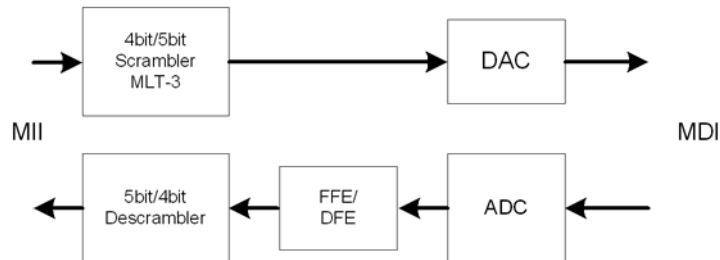 4bit/5bit
Scrambler
MLT-3
DAC
MII
MDI
5bit/4bit
Descrambler
FFE/
DFE
ADC